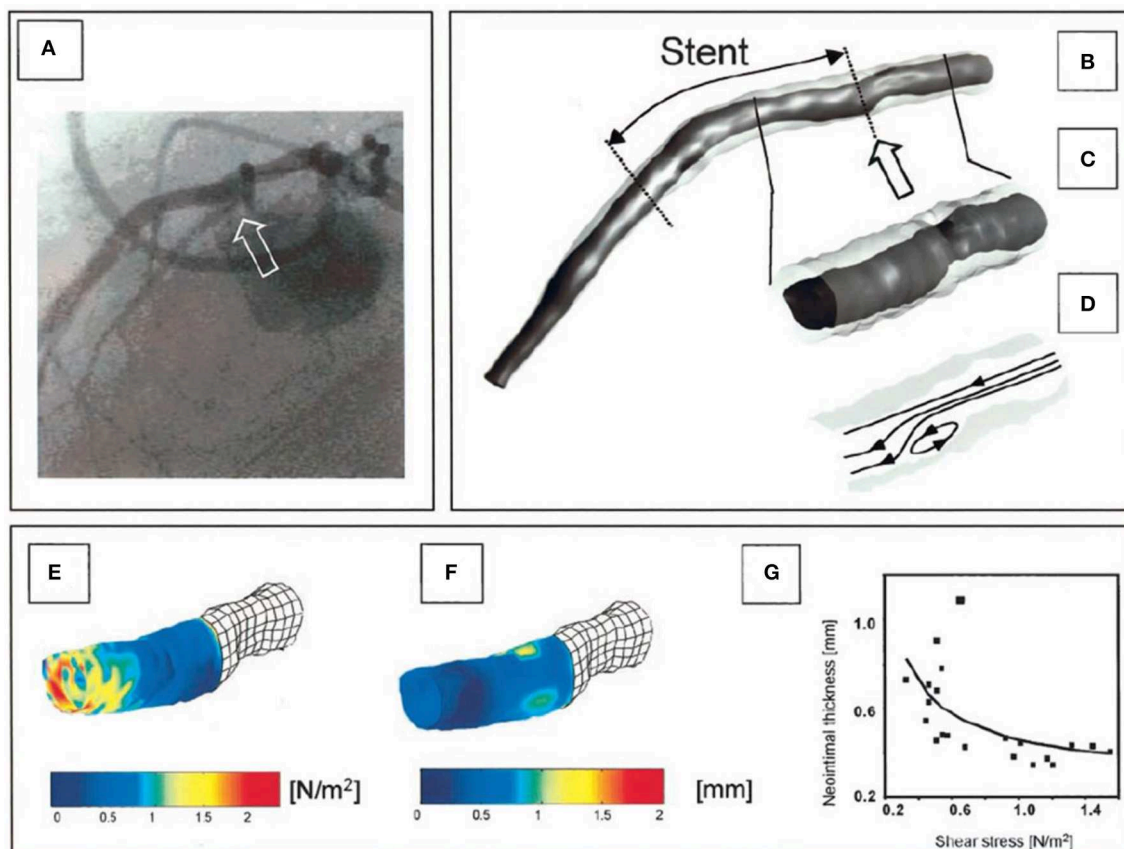 A
Stent
B
C
D
E
F
G
[N/m²]
0 0.5 1 1.5 2
[mm]
0 0.5 1 1.5 2
Neointimal thickness [mm]
1.0
0.6
0.2
0.2 0.6 1.0 1.4
Shear stress [N/m²]